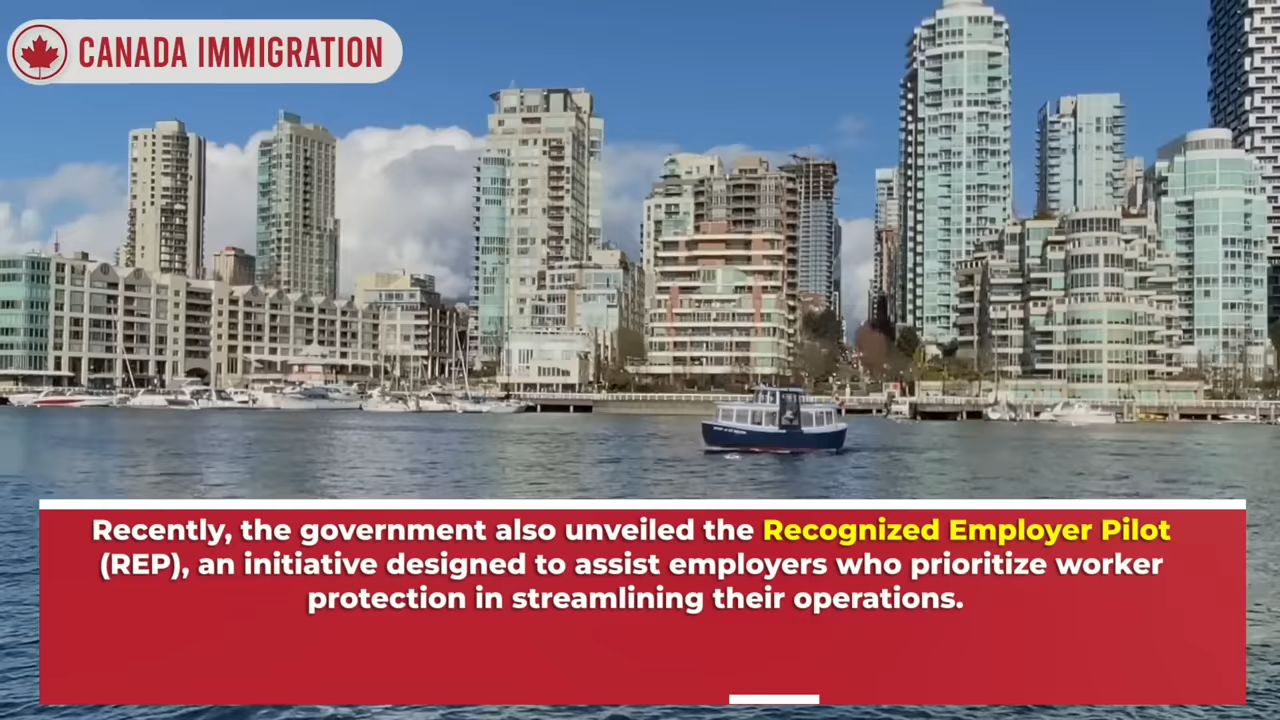 CANADA IMMIGRATION
Recently, the government also unveiled the Recognized Employer Pilot
(REP), an initiative designed to assist employers who prioritize worker
protection in streamlining their operations.